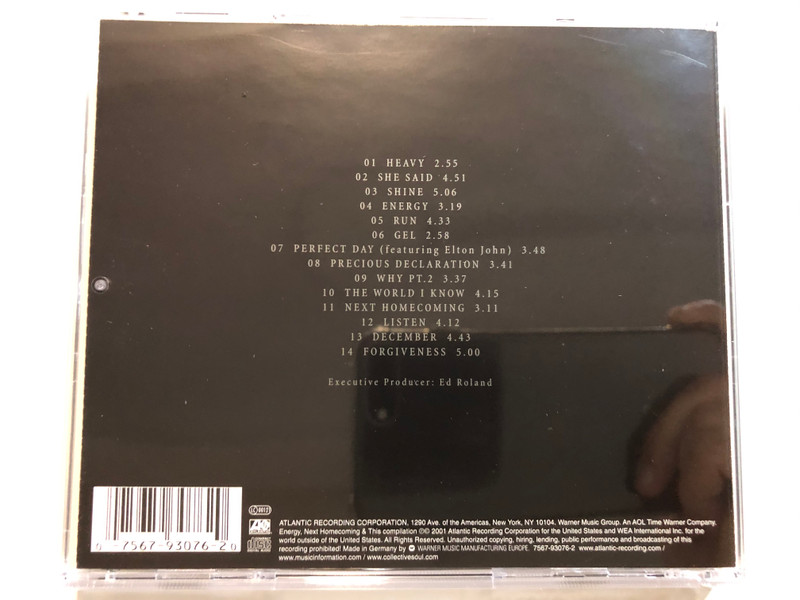 01 HEAVY 2.55
02 SHE SAID 4.51
03 SHINE 5.06
04 ENERGY 3.19
05 RUN 4.33
06 GEL 2.58
07 PERFECT DAY (featuring Elton John) 3.48
08 PRECIOUS DECLARATION 3.41
09 WHY PT.2 3.37
10 THE WORLD I KNOW 4.15
11 NEXT HOMECOMING 3.11
12 LISTEN 4.12
13 DECEMBER 4.43
14 FORGIVENESS 5.00
Executive Producer: Ed Roland
0 7567-93076-2 0
LC 0012
ATLANTIC RECORDING CORPORATION, 1290 Ave. of the Americas, New York, NY 10104. Warner Music Group. An AOL Time Warner Company.
Energy, Next Homecoming & This compilation ℗© 2001 Atlantic Recording Corporation for the United States and WEA International Inc. for the
world outside of the United States. All Rights Reserved. Unauthorized copying, hiring, lending, public performance and broadcasting of this
recording prohibited! Made in Germany by WARNER MUSIC MANUFACTURING EUROPE. 7567-93076-2 www.atlantic-recording.com /
www.musicinformation.com / www.collectivesoul.com